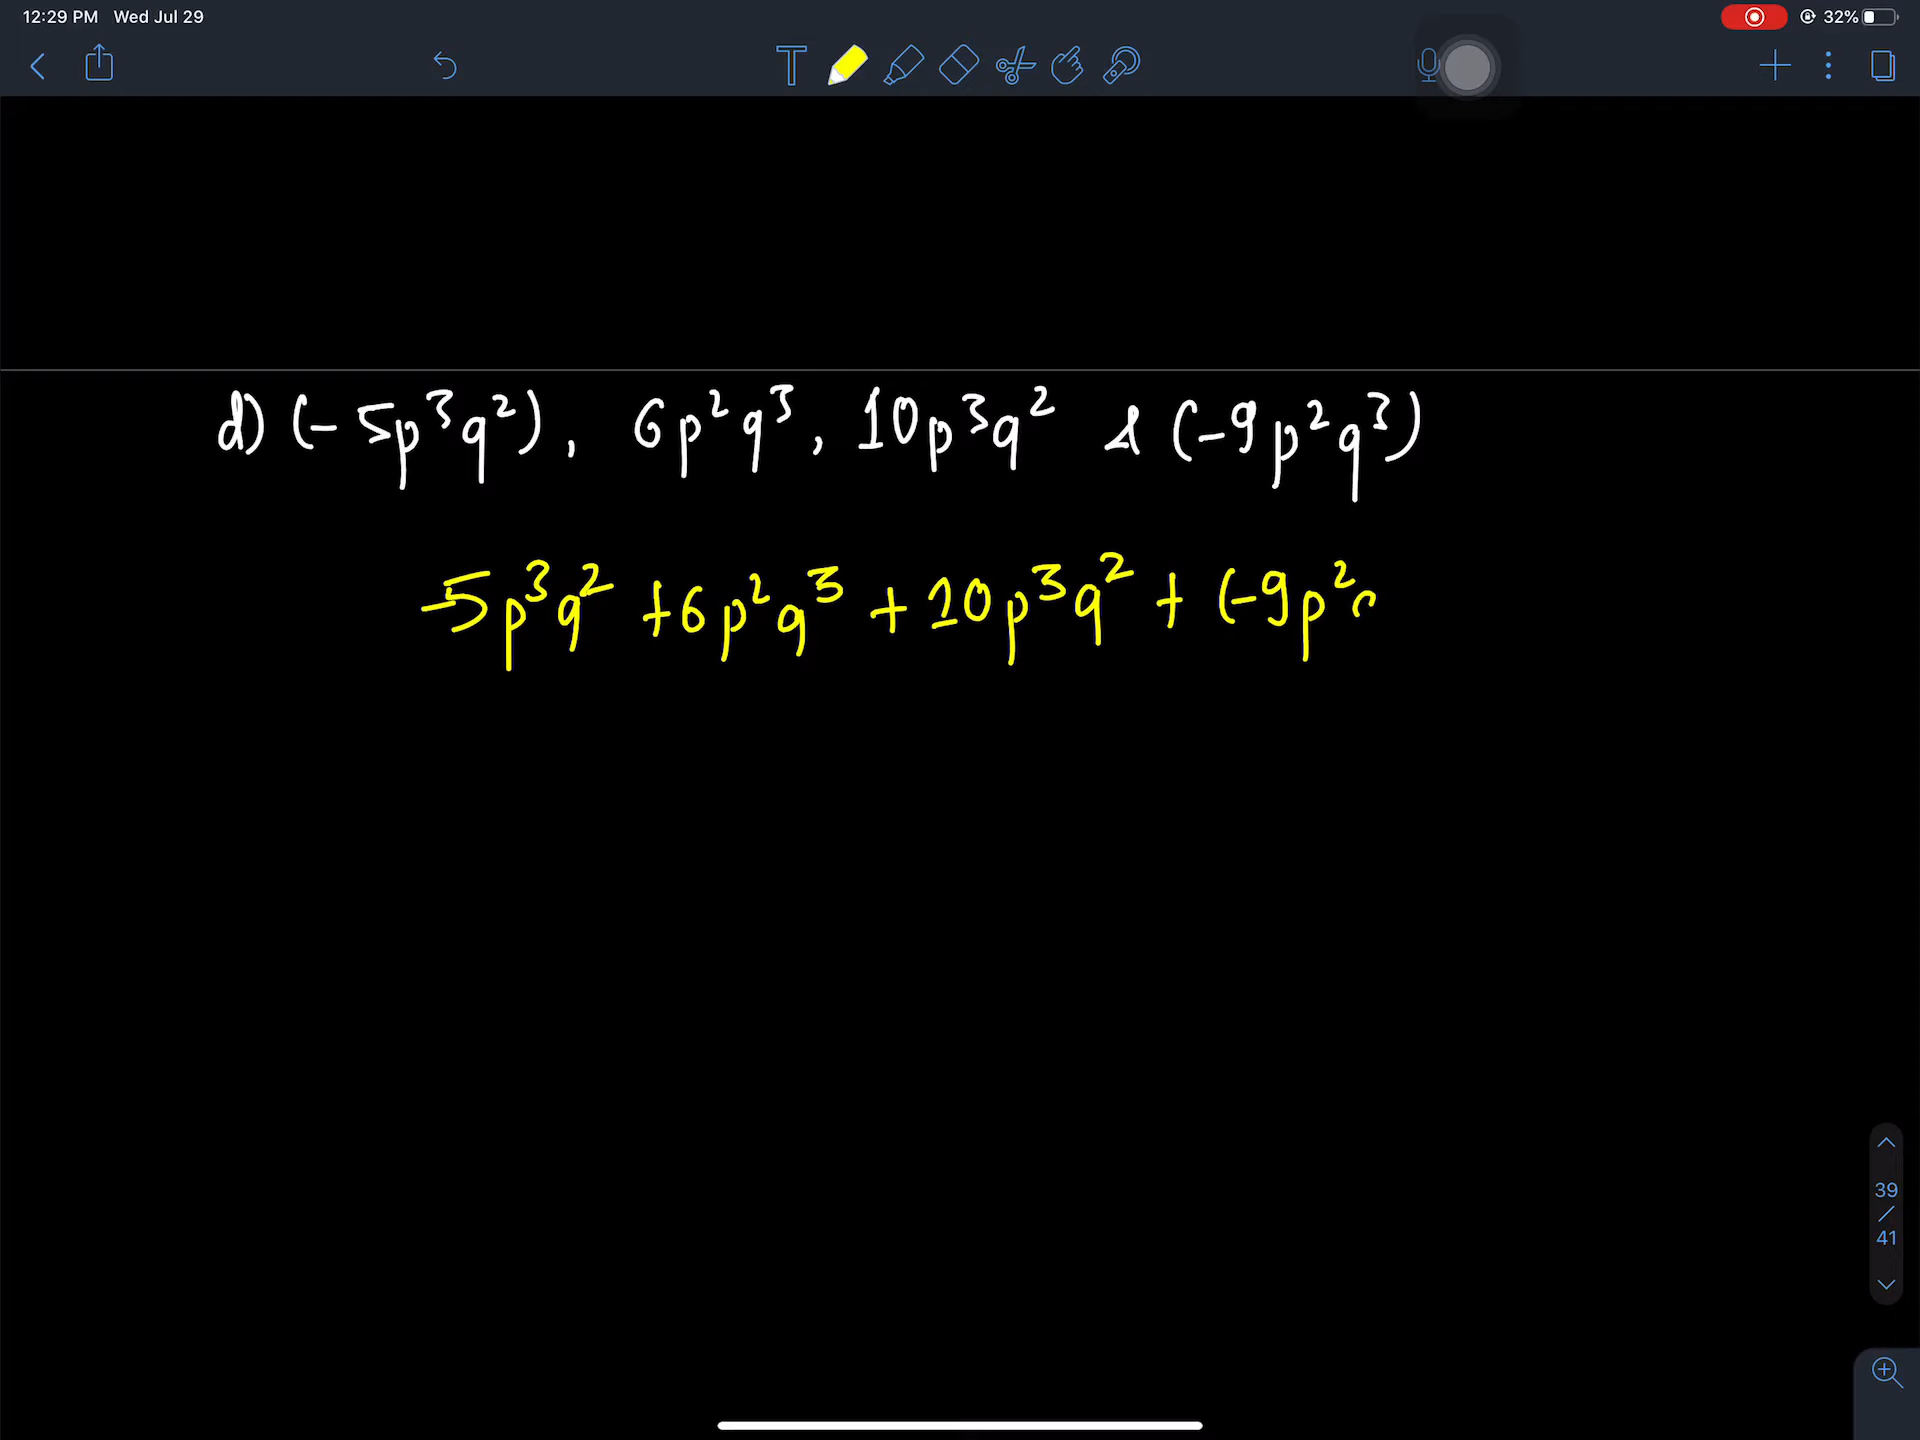 12:29 PM Wed Jul 29
32%
d) (-5p³q²), 6p²q³, 10p³q² & (-9p²q³)
-5p³q² +6p²q³ +10p³q² + (-9p²
39
/
41